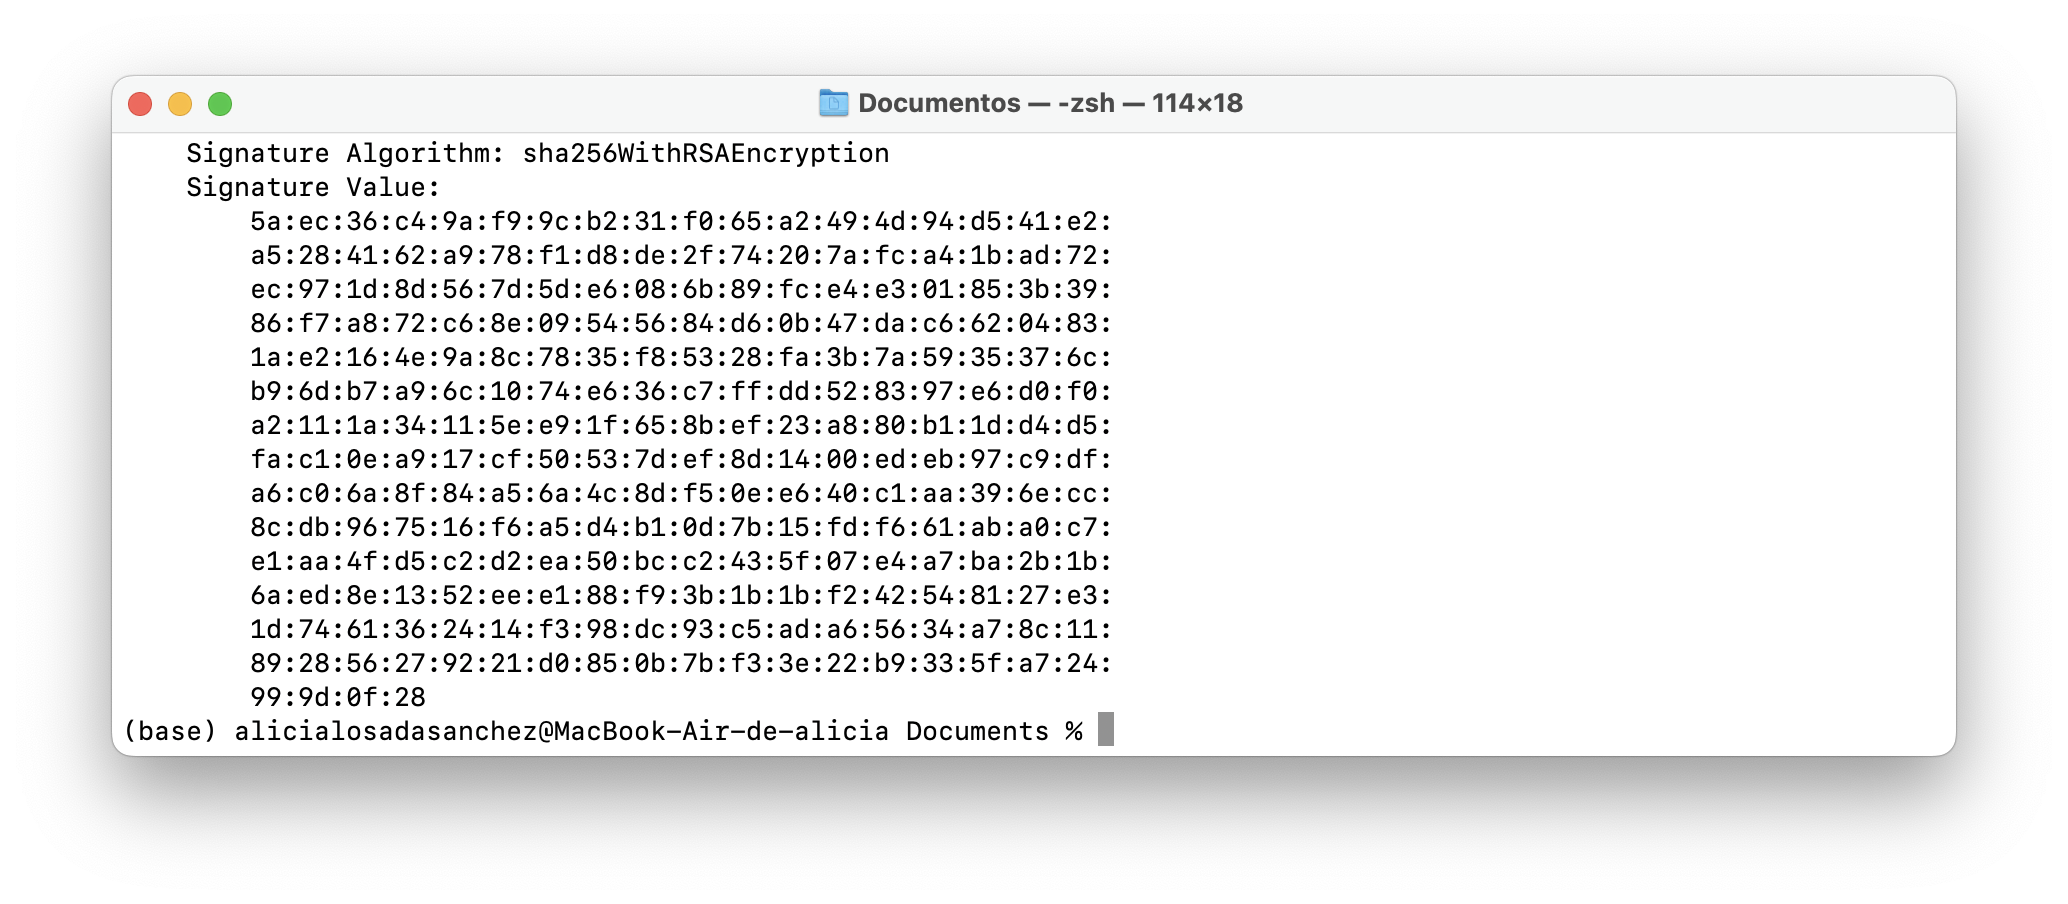 Documentos — -zsh — 114×18
Signature Algorithm: sha256WithRSAEncryption
Signature Value:
5a:ec:36:c4:9a:f9:9c:b2:31:f0:65:a2:49:4d:94:d5:41:e2:
a5:28:41:62:a9:78:f1:d8:de:2f:74:20:7a:fc:a4:1b:ad:72:
ec:97:1d:8d:56:7d:5d:e6:08:6b:89:fc:e4:e3:01:85:3b:39:
86:f7:a8:72:c6:8e:09:54:56:84:d6:0b:47:da:c6:62:04:83:
1a:e2:16:4e:9a:8c:78:35:f8:53:28:fa:3b:7a:59:35:37:6c:
b9:6d:b7:a9:6c:10:74:e6:36:c7:ff:dd:52:83:97:e6:d0:f0:
a2:11:1a:34:11:5e:e9:1f:65:8b:ef:23:a8:80:b1:1d:d4:d5:
fa:c1:0e:a9:17:cf:50:53:7d:ef:8d:14:00:ed:eb:97:c9:df:
a6:c0:6a:8f:84:a5:6a:4c:8d:f5:0e:e6:40:c1:aa:39:6e:cc:
8c:db:96:75:16:f6:a5:d4:b1:0d:7b:15:fd:f6:61:ab:a0:c7:
e1:aa:4f:d5:c2:d2:ea:50:bc:c2:43:5f:07:e4:a7:ba:2b:1b:
6a:ed:8e:13:52:ee:e1:88:f9:3b:1b:1b:f2:42:54:81:27:e3:
1d:74:61:36:24:14:f3:98:dc:93:c5:ad:a6:56:34:a7:8c:11:
89:28:56:27:92:21:d0:85:0b:7b:f3:3e:22:b9:33:5f:a7:24:
99:9d:0f:28
(base) alicialosadasanchez@MacBook-Air-de-alicia Documents %